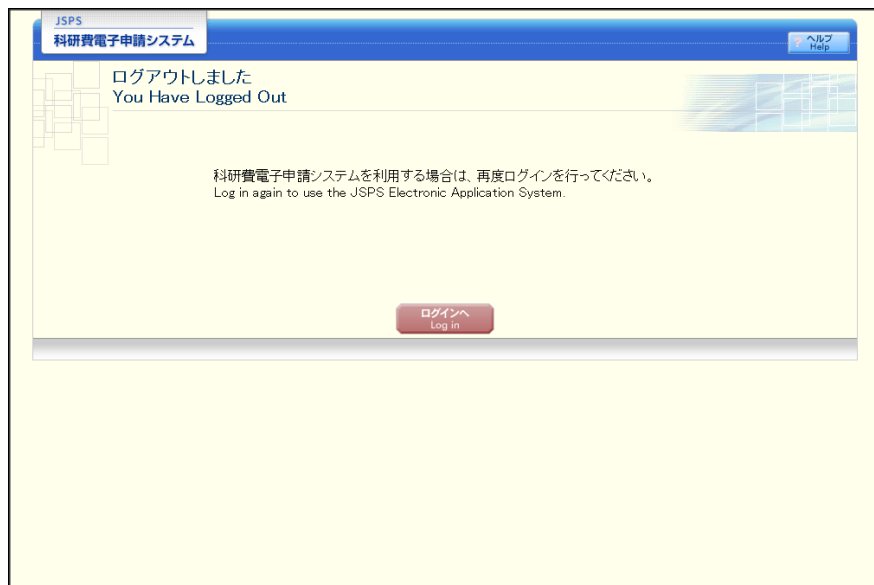 JSPS
科研費電子申請システム
? ヘルプ
Help
ログアウトしました
You Have Logged Out
科研費電子申請システムを利用する場合は、再度ログインを行ってください。
Log in again to use the JSPS Electronic Application System.
ログインへ
Log in